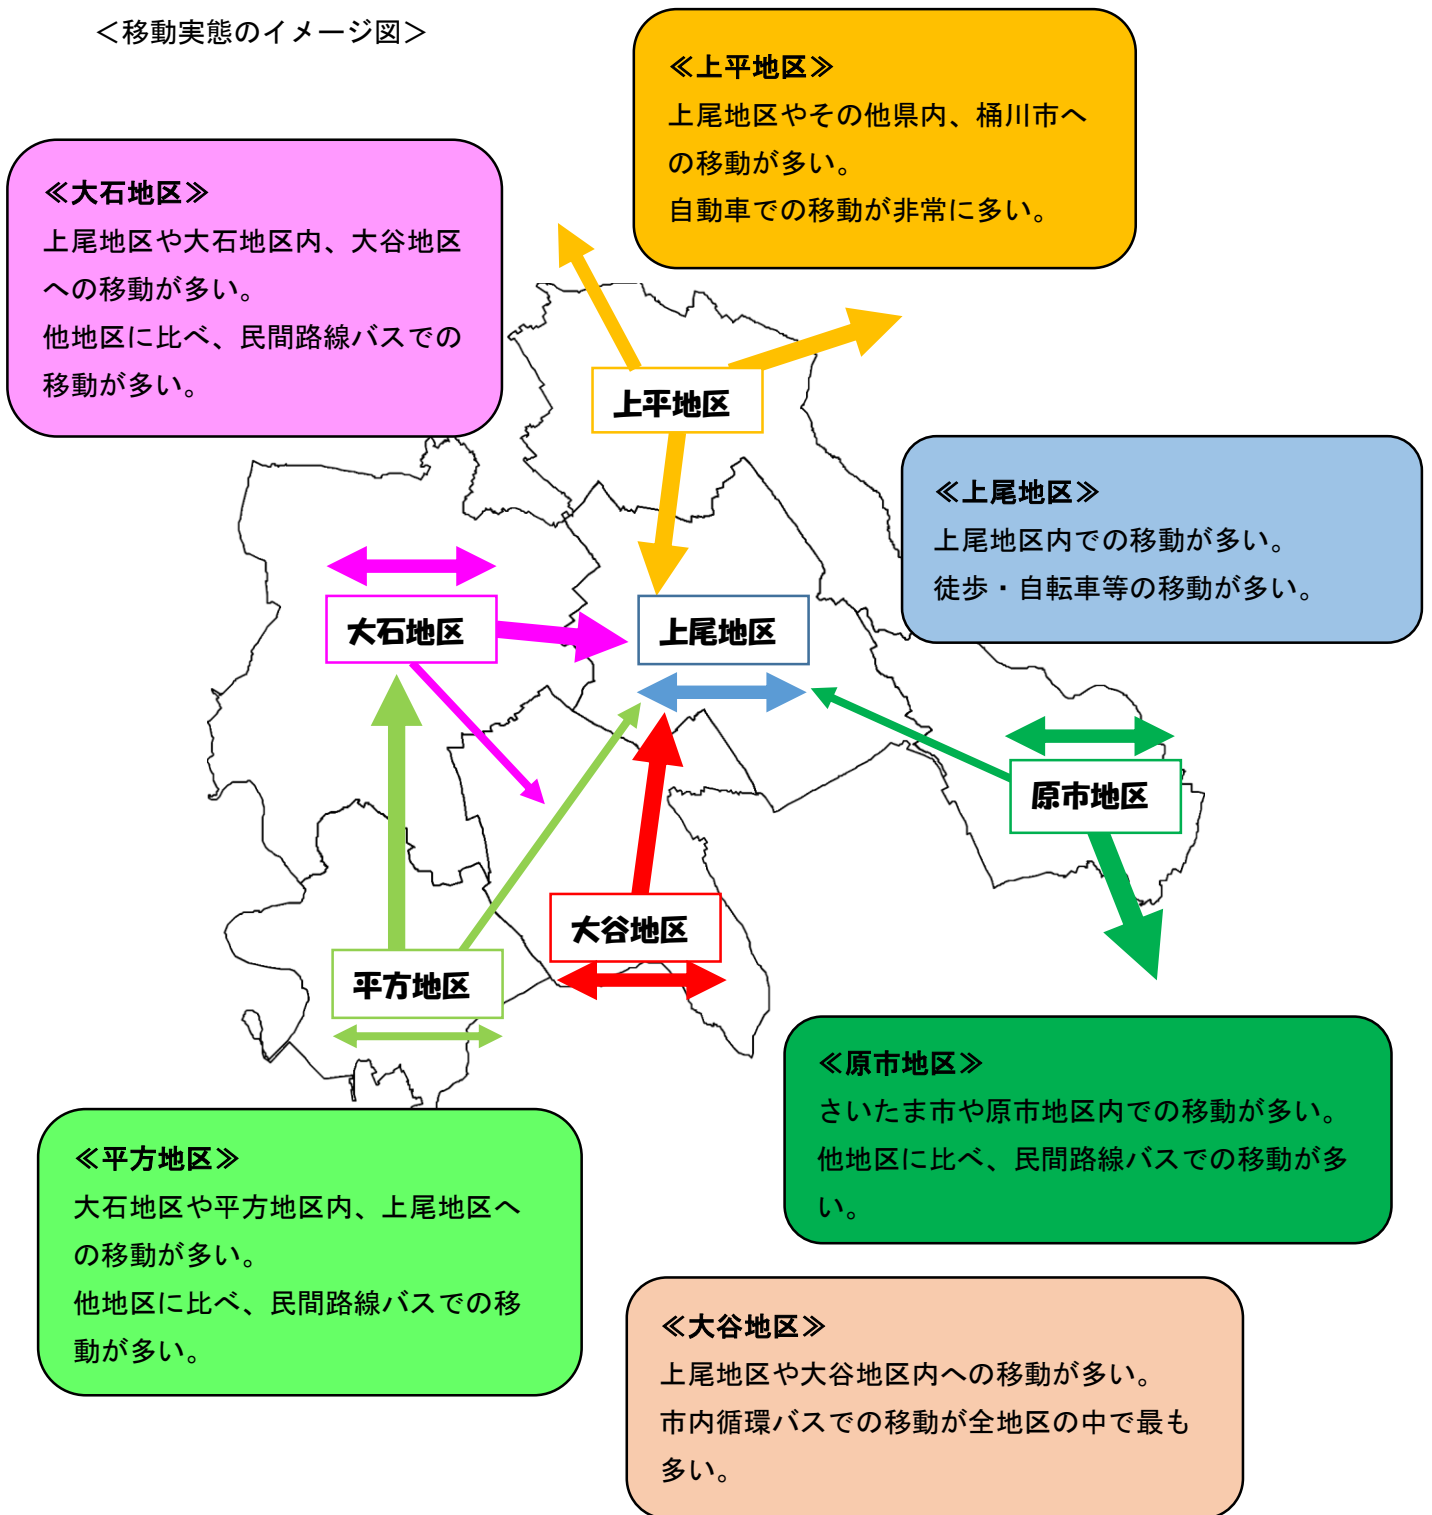 ＜移動実態のイメージ図＞
≪上平地区≫
上尾地区やその他県内、桶川市へ
の移動が多い。
自動車での移動が非常に多い。
≪大石地区≫
上尾地区や大石地区内、大谷地区
への移動が多い。
他地区に比べ、民間路線バスでの
移動が多い。
上平地区
≪上尾地区≫
上尾地区内での移動が多い。
徒歩・自転車等の移動が多い。
大石地区
上尾地区
原市地区
大谷地区
平方地区
≪原市地区≫
さいたま市や原市地区内での移動が多い。
他地区に比べ、民間路線バスでの移動が多
い。
≪平方地区≫
大石地区や平方地区内、上尾地区へ
の移動が多い。
他地区に比べ、民間路線バスでの移
動が多い。
≪大谷地区≫
上尾地区や大谷地区内への移動が多い。
市内循環バスでの移動が全地区の中で最も
多い。